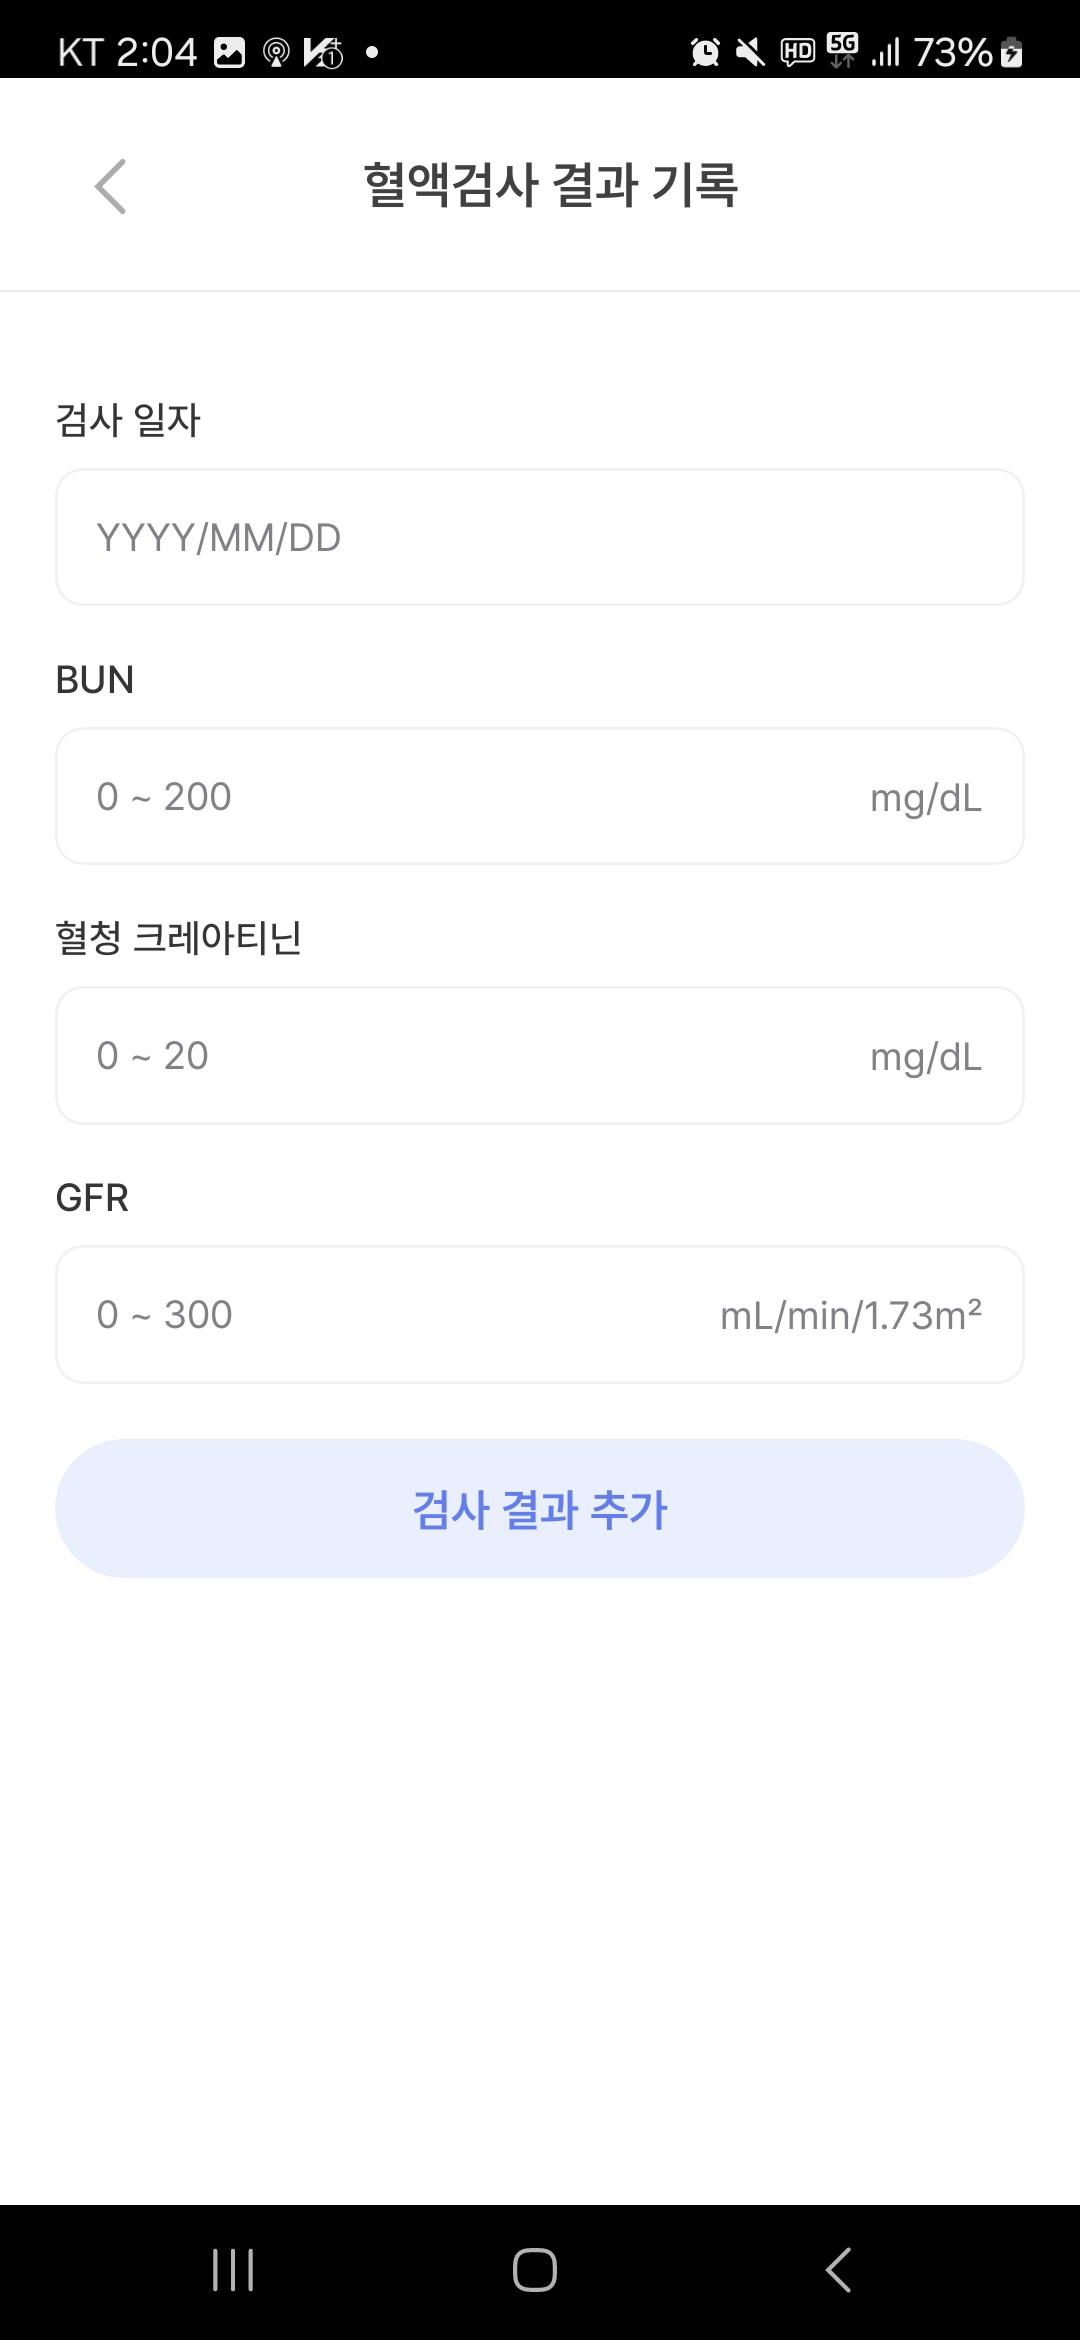 KT 2:04 HD 5G 73%
혈액검사 결과 기록
검사 일자
YYYY/MM/DD
BUN
0 ~ 200 mg/dL
혈청 크레아티닌
0 ~ 20 mg/dL
GFR
0 ~ 300 mL/min/1.73m²
검사 결과 추가